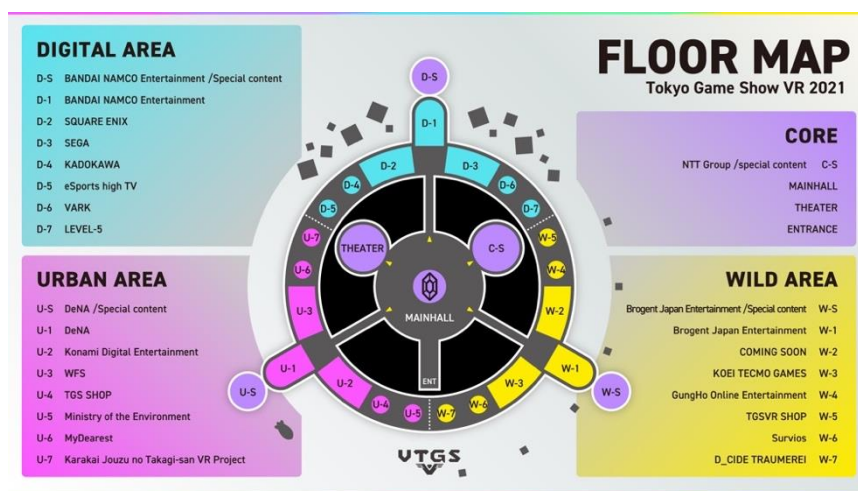 FLOOR MAP
Tokyo Game Show VR 2021
DIGITAL AREA
D-S BANDAI NAMCO Entertainment /Special content
D-1 BANDAI NAMCO Entertainment
D-2 SQUARE ENIX
D-3 SEGA
D-4 KADOKAWA
D-5 eSports high TV
D-6 VARK
D-7 LEVEL-5
URBAN AREA
U-S DeNA /Special content
U-1 DeNA
U-2 Konami Digital Entertainment
U-3 WFS
U-4 TGS SHOP
U-5 Ministry of the Environment
U-6 MyDearest
U-7 Karakai Jouzu no Takagi-san VR Project
D-S
D-1
D-2
D-3
D-4
D-6
D-5
D-7
U-7
W-5
THEATER
C-S
U-6
W-4
U-3
MAINHALL
W-2
U-1
W-1
ENT
U-2
W-3
U-S
W-S
U-4
U-5
W-7
W-6
VTGS
CORE
NTT Group /special content C-S
MAINHALL
THEATER
ENTRANCE
WILD AREA
Brogent Japan Entertainment /Special content W-S
Brogent Japan Entertainment W-1
COMING SOON W-2
KOEI TECMO GAMES W-3
GungHo Online Entertainment W-4
TGSVR SHOP W-5
Survios W-6
D_CIDE TRAUMEREI W-7